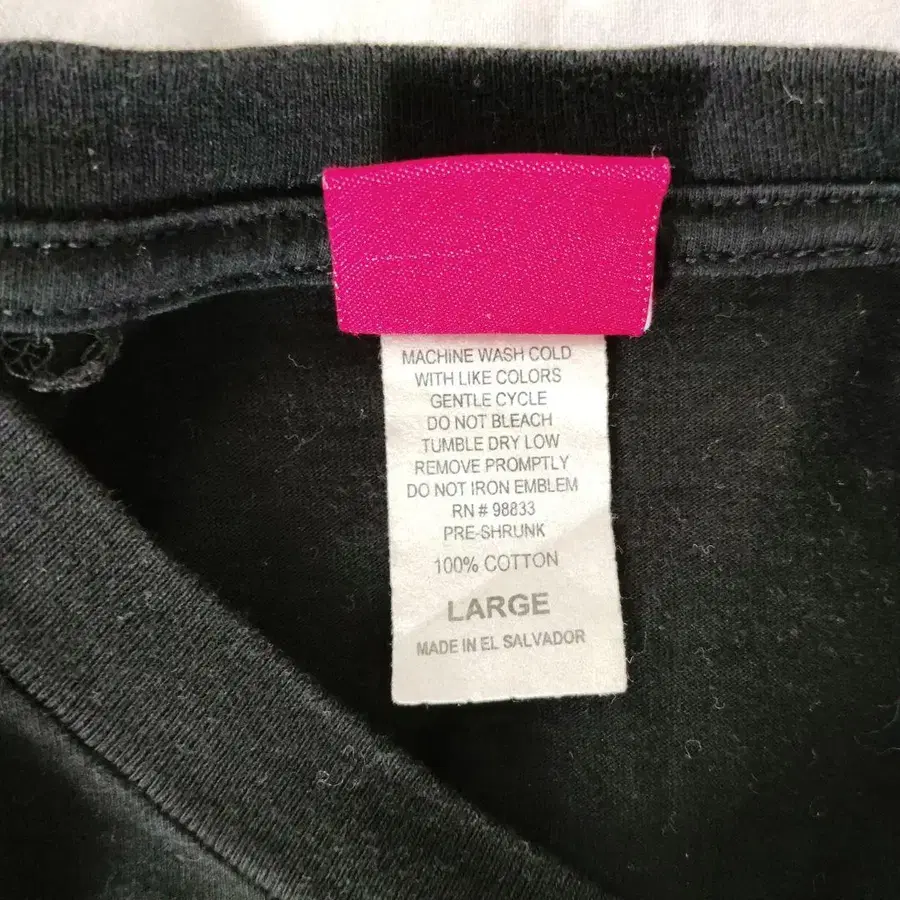 MACHINE WASH COLD
WITH LIKE COLORS
GENTLE CYCLE
DO NOT BLEACH
TUMBLE DRY LOW
REMOVE PROMPTLY
DO NOT IRON EMBLEM
RN # 98833
PRE-SHRUNK
100% COTTON
LARGE
MADE IN EL SALVADOR